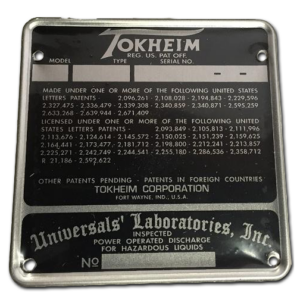 TOKHEIM
REG. US. PAT. OFF.
MODEL TYPE SERIAL NO.
- -
MADE UNDER ONE OR MORE OF THE FOLLOWING UNITED STATES
LETTERS PATENTS - 2.096.261 - 2.108.028 - 2.194.843 - 2.229.596
2.327.475 - 2.336.479 - 2.339.308 - 2.340.859 - 2.340.871 - 2.595.259
2.633.268 - 2.639.944 - 2.671.409
LICENSED UNDER ONE OR MORE OF THE FOLLOWING UNITED
STATES LETTERS PATENTS - 2.093.849 - 2.105.813 - 2.111.996
2.113.676 - 2.124.614 - 2.145.572 - 2.150.025 - 2.151.239 - 2.159.625
2.164.441 - 2.173.477 - 2.181.712 - 2.198.800 - 2.212.241 - 2.213.857
2.225.271 - 2.242.749 - 2.244.541 - 2.255.180 - 2.286.536 - 2.358.712
R 21.186 - 2.592.622
OTHER PATENTS PENDING - PATENTS IN FOREIGN COUNTRIES
TOKHEIM CORPORATION
FORT WAYNE, IND., U.S.A.
Universals' Laboratories, Inc.
INSPECTED
POWER OPERATED DISCHARGE
FOR HAZARDOUS LIQUIDS
No